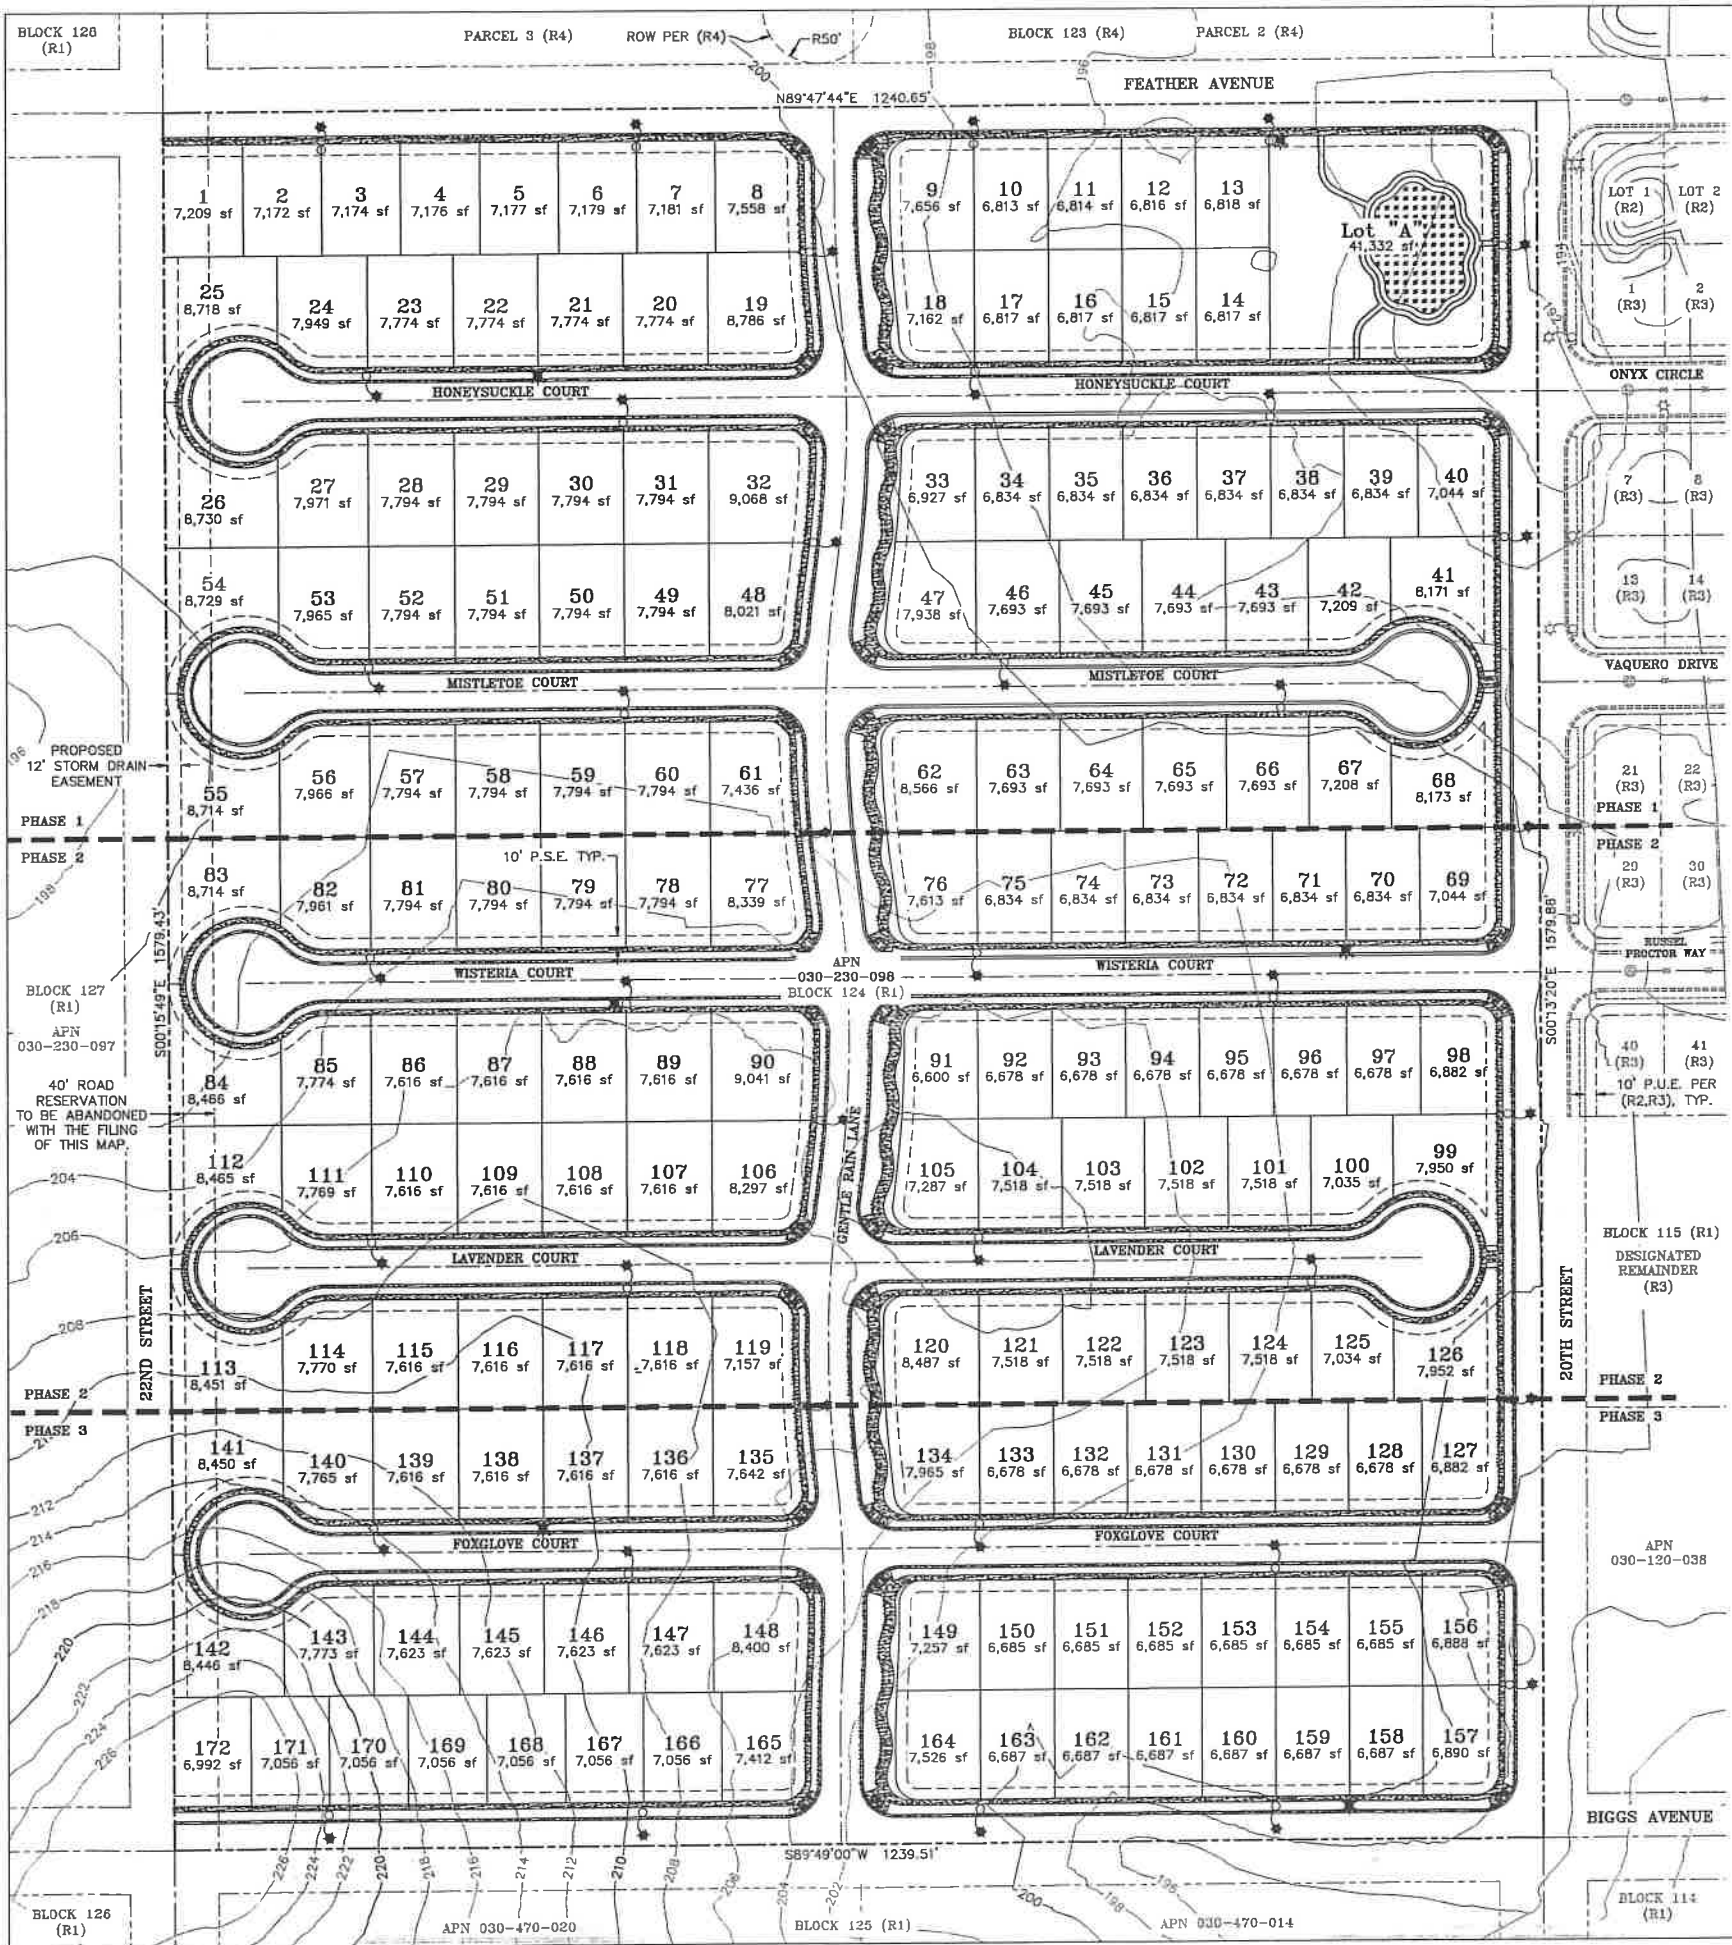 BLOCK 128
(R1)
PARCEL 3 (R4)
ROW PER (R4)
R50'
BLOCK 123 (R4)
PARCEL 2 (R4)
200
198
196
FEATHER AVENUE
N89°47'44"E 1240.65'
1
7,209 sf
2
7,172 sf
3
7,174 sf
4
7,176 sf
5
7,177 sf
6
7,179 sf
7
7,181 sf
8
7,558 sf
9
7,656 sf
10
6,813 sf
11
6,814 sf
12
6,816 sf
13
6,818 sf
Lot "A"
41,332 sf
194
192
LOT 1
(R2)
LOT 2
(R2)
25
8,718 sf
24
7,949 sf
23
7,774 sf
22
7,774 sf
21
7,774 sf
20
7,774 sf
19
8,786 sf
18
7,162 sf
17
6,817 sf
16
6,817 sf
15
6,817 sf
14
6,817 sf
1
(R3)
2
(R3)
HONEYSUCKLE COURT
HONEYSUCKLE COURT
ONYX CIRCLE
26
8,730 sf
27
7,971 sf
28
7,794 sf
29
7,794 sf
30
7,794 sf
31
7,794 sf
32
9,068 sf
33
6,927 sf
34
6,834 sf
35
6,834 sf
36
6,834 sf
37
6,834 sf
38
6,834 sf
39
6,834 sf
40
7,044 sf
7
(R3)
8
(R3)
54
8,729 sf
53
7,965 sf
52
7,794 sf
51
7,794 sf
50
7,794 sf
49
7,794 sf
48
8,021 sf
47
7,938 sf
46
7,693 sf
45
7,693 sf
44
7,693 sf
43
7,693 sf
42
7,209 sf
41
8,171 sf
13
(R3)
14
(R3)
MISTLETOE COURT
MISTLETOE COURT
VAQUERO DRIVE
196
PROPOSED
12' STORM DRAIN
EASEMENT
55
8,714 sf
56
7,966 sf
57
7,794 sf
58
7,794 sf
59
7,794 sf
60
7,794 sf
61
7,436 sf
62
8,566 sf
63
7,693 sf
64
7,693 sf
65
7,693 sf
66
7,693 sf
67
7,208 sf
68
8,173 sf
21
(R3)
22
(R3)
PHASE 1
PHASE 2
PHASE 1
PHASE 2
198
10' P.S.E. TYP.
83
8,714 sf
82
7,961 sf
81
7,794 sf
80
7,794 sf
79
7,794 sf
78
7,794 sf
77
8,339 sf
76
7,613 sf
75
6,834 sf
74
6,834 sf
73
6,834 sf
72
6,834 sf
71
6,834 sf
70
6,834 sf
69
7,044 sf
29
(R3)
30
(R3)
S00°15'49"E 1579.43'
S00°13'20"E 1579.88'
WISTERIA COURT
APN
030-230-098
BLOCK 124 (R1)
WISTERIA COURT
RUSSEL
PROCTOR WAY
BLOCK 127
(R1)
APN
030-230-097
40' ROAD
RESERVATION
TO BE ABANDONED
WITH THE FILING
OF THIS MAP.
84
8,466 sf
85
7,774 sf
86
7,616 sf
87
7,616 sf
88
7,616 sf
89
7,616 sf
90
9,041 sf
91
6,600 sf
92
6,678 sf
93
6,678 sf
94
6,678 sf
95
6,678 sf
96
6,678 sf
97
6,678 sf
98
6,882 sf
40
(R3)
41
(R3)
10' P.U.E. PER
(R2,R3), TYP.
GENTLE RAIN LANE
204
112
8,465 sf
111
7,769 sf
110
7,616 sf
109
7,616 sf
108
7,616 sf
107
7,616 sf
106
8,297 sf
105
7,287 sf
104
7,518 sf
103
7,518 sf
102
7,518 sf
101
7,518 sf
100
7,035 sf
99
7,950 sf
206
LAVENDER COURT
LAVENDER COURT
BLOCK 115 (R1)
DESIGNATED
REMAINDER
(R3)
208
22ND STREET
20TH STREET
113
8,451 sf
114
7,770 sf
115
7,616 sf
116
7,616 sf
117
7,616 sf
118
7,616 sf
119
7,157 sf
120
8,487 sf
121
7,518 sf
122
7,518 sf
123
7,518 sf
124
7,518 sf
125
7,034 sf
126
7,952 sf
PHASE 2
PHASE 3
PHASE 2
PHASE 3
141
8,450 sf
140
7,765 sf
139
7,616 sf
138
7,616 sf
137
7,616 sf
136
7,616 sf
135
7,642 sf
134
7,965 sf
133
6,678 sf
132
6,678 sf
131
6,678 sf
130
6,678 sf
129
6,678 sf
128
6,678 sf
127
6,882 sf
212
214
216
218
220
222
224
226
FOXGLOVE COURT
FOXGLOVE COURT
APN
030-120-038
142
8,446 sf
143
7,773 sf
144
7,623 sf
145
7,623 sf
146
7,623 sf
147
7,623 sf
148
8,400 sf
149
7,257 sf
150
6,685 sf
151
6,685 sf
152
6,685 sf
153
6,685 sf
154
6,685 sf
155
6,685 sf
156
6,888 sf
172
6,992 sf
171
7,056 sf
170
7,056 sf
169
7,056 sf
168
7,056 sf
167
7,056 sf
166
7,056 sf
165
7,412 sf
164
7,526 sf
163
6,687 sf
162
6,687 sf
161
6,687 sf
160
6,687 sf
159
6,687 sf
158
6,687 sf
157
6,890 sf
BIGGS AVENUE
S89°49'00"W 1239.51'
226
224
222
220
218
216
214
212
210
208
206
204
202
200
198
196
BLOCK 126
(R1)
APN 030-470-020
BLOCK 125 (R1)
APN 030-470-014
BLOCK 114
(R1)